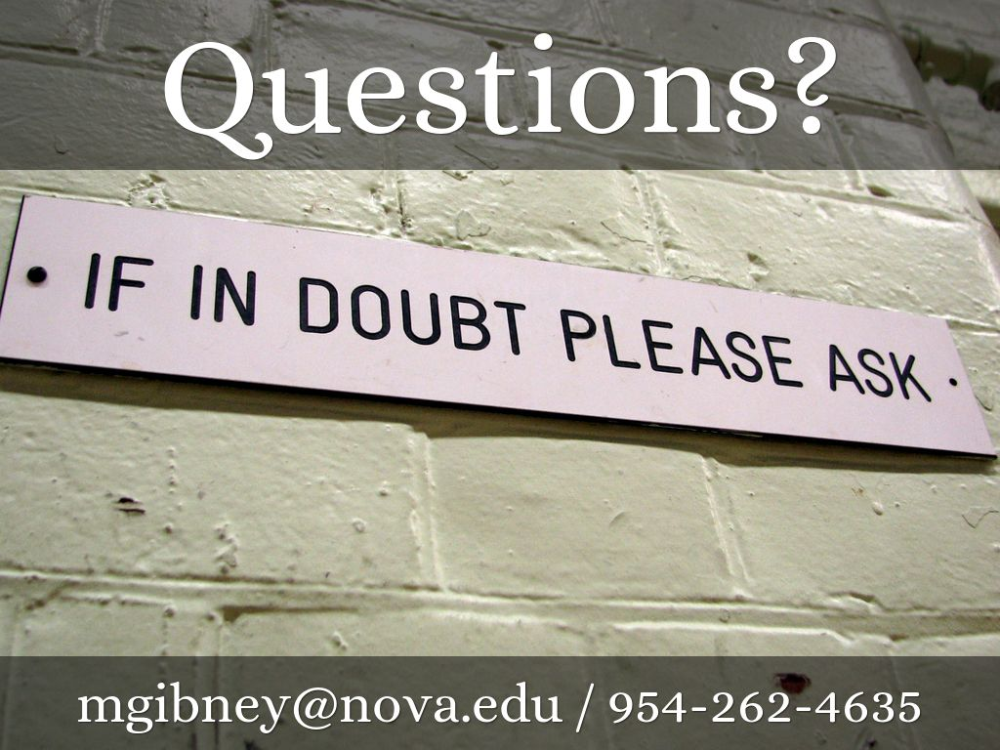 Questions?
IF IN DOUBT PLEASE ASK
mgibney@nova.edu / 954-262-4635